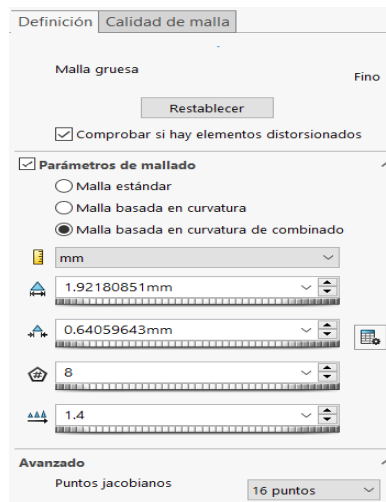 Definición Calidad de malla
Malla gruesa
Fino
Restablecer
Comprobar si hay elementos distorsionados
Parámetros de mallado
Malla estándar
Malla basada en curvatura
Malla basada en curvatura de combinado
mm
1.92180851mm
0.64059643mm
8
1.4
Avanzado
Puntos jacobianos 16 puntos